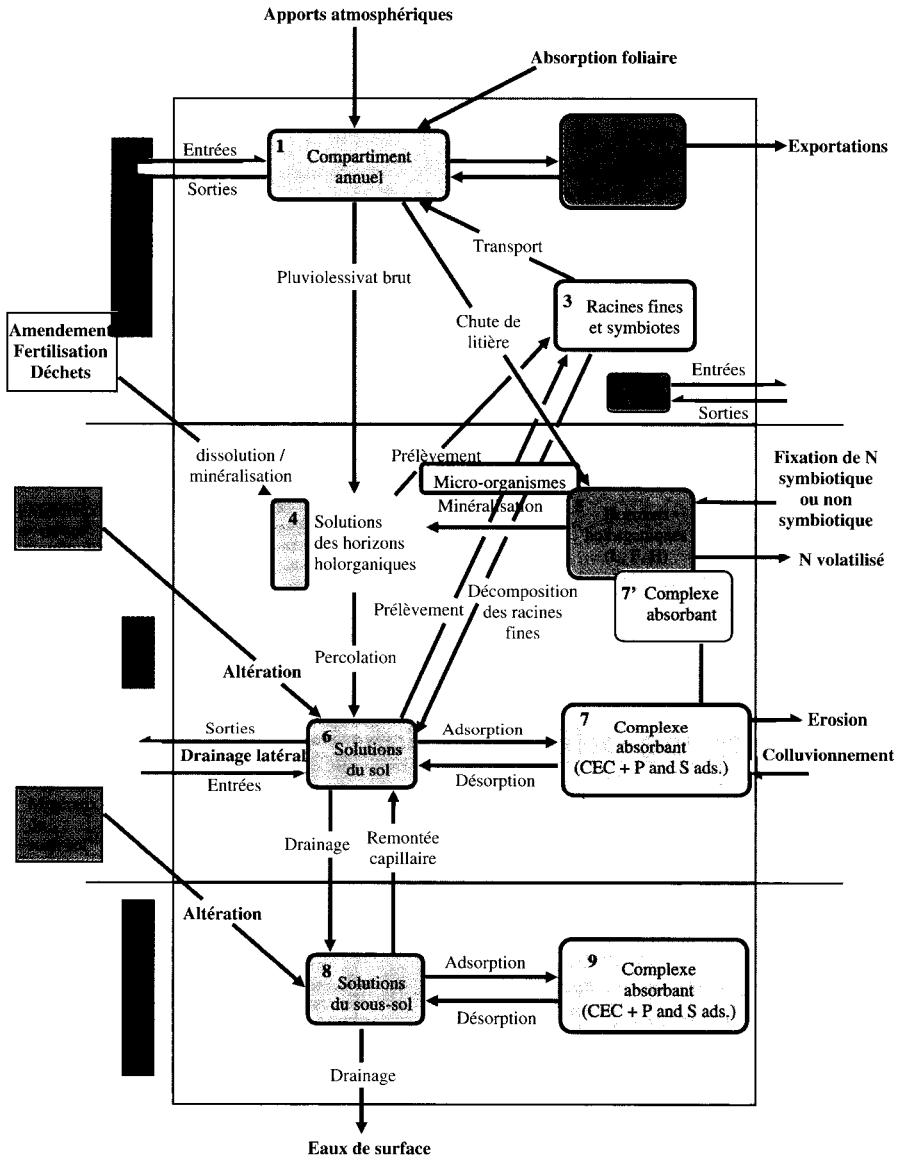 Apports atmosphériques
Absorption foliaire
Entrées
Sorties
1
Compartiment
annuel
Exportations
Transport
Pluviolessivat brut
3
Racines fines
et symbiotes
Chute de
litière
Amendement
Fertilisation
Déchets
Entrées
Sorties
dissolution /
minéralisation
Prélèvement
Micro-organismes
Minéralisation
Fixation de N
symbiotique
ou non
symbiotique
4
Solutions
des horizons
holorganiques
(L, F, H)
N volatilisé
7’ Complexe
absorbant
Prélèvement
Décomposition
des racines
fines
Altération
Percolation
Sorties
Drainage latéral
Entrées
6
Solutions
du sol
Adsorption
Désorption
7
Complexe
absorbant
(CEC + P and S ads.)
Erosion
Colluvionnement
Drainage
Remontée
capillaire
Altération
8
Solutions
du sous-sol
Adsorption
Désorption
9
Complexe
absorbant
(CEC + P and S ads.)
Drainage
Eaux de surface